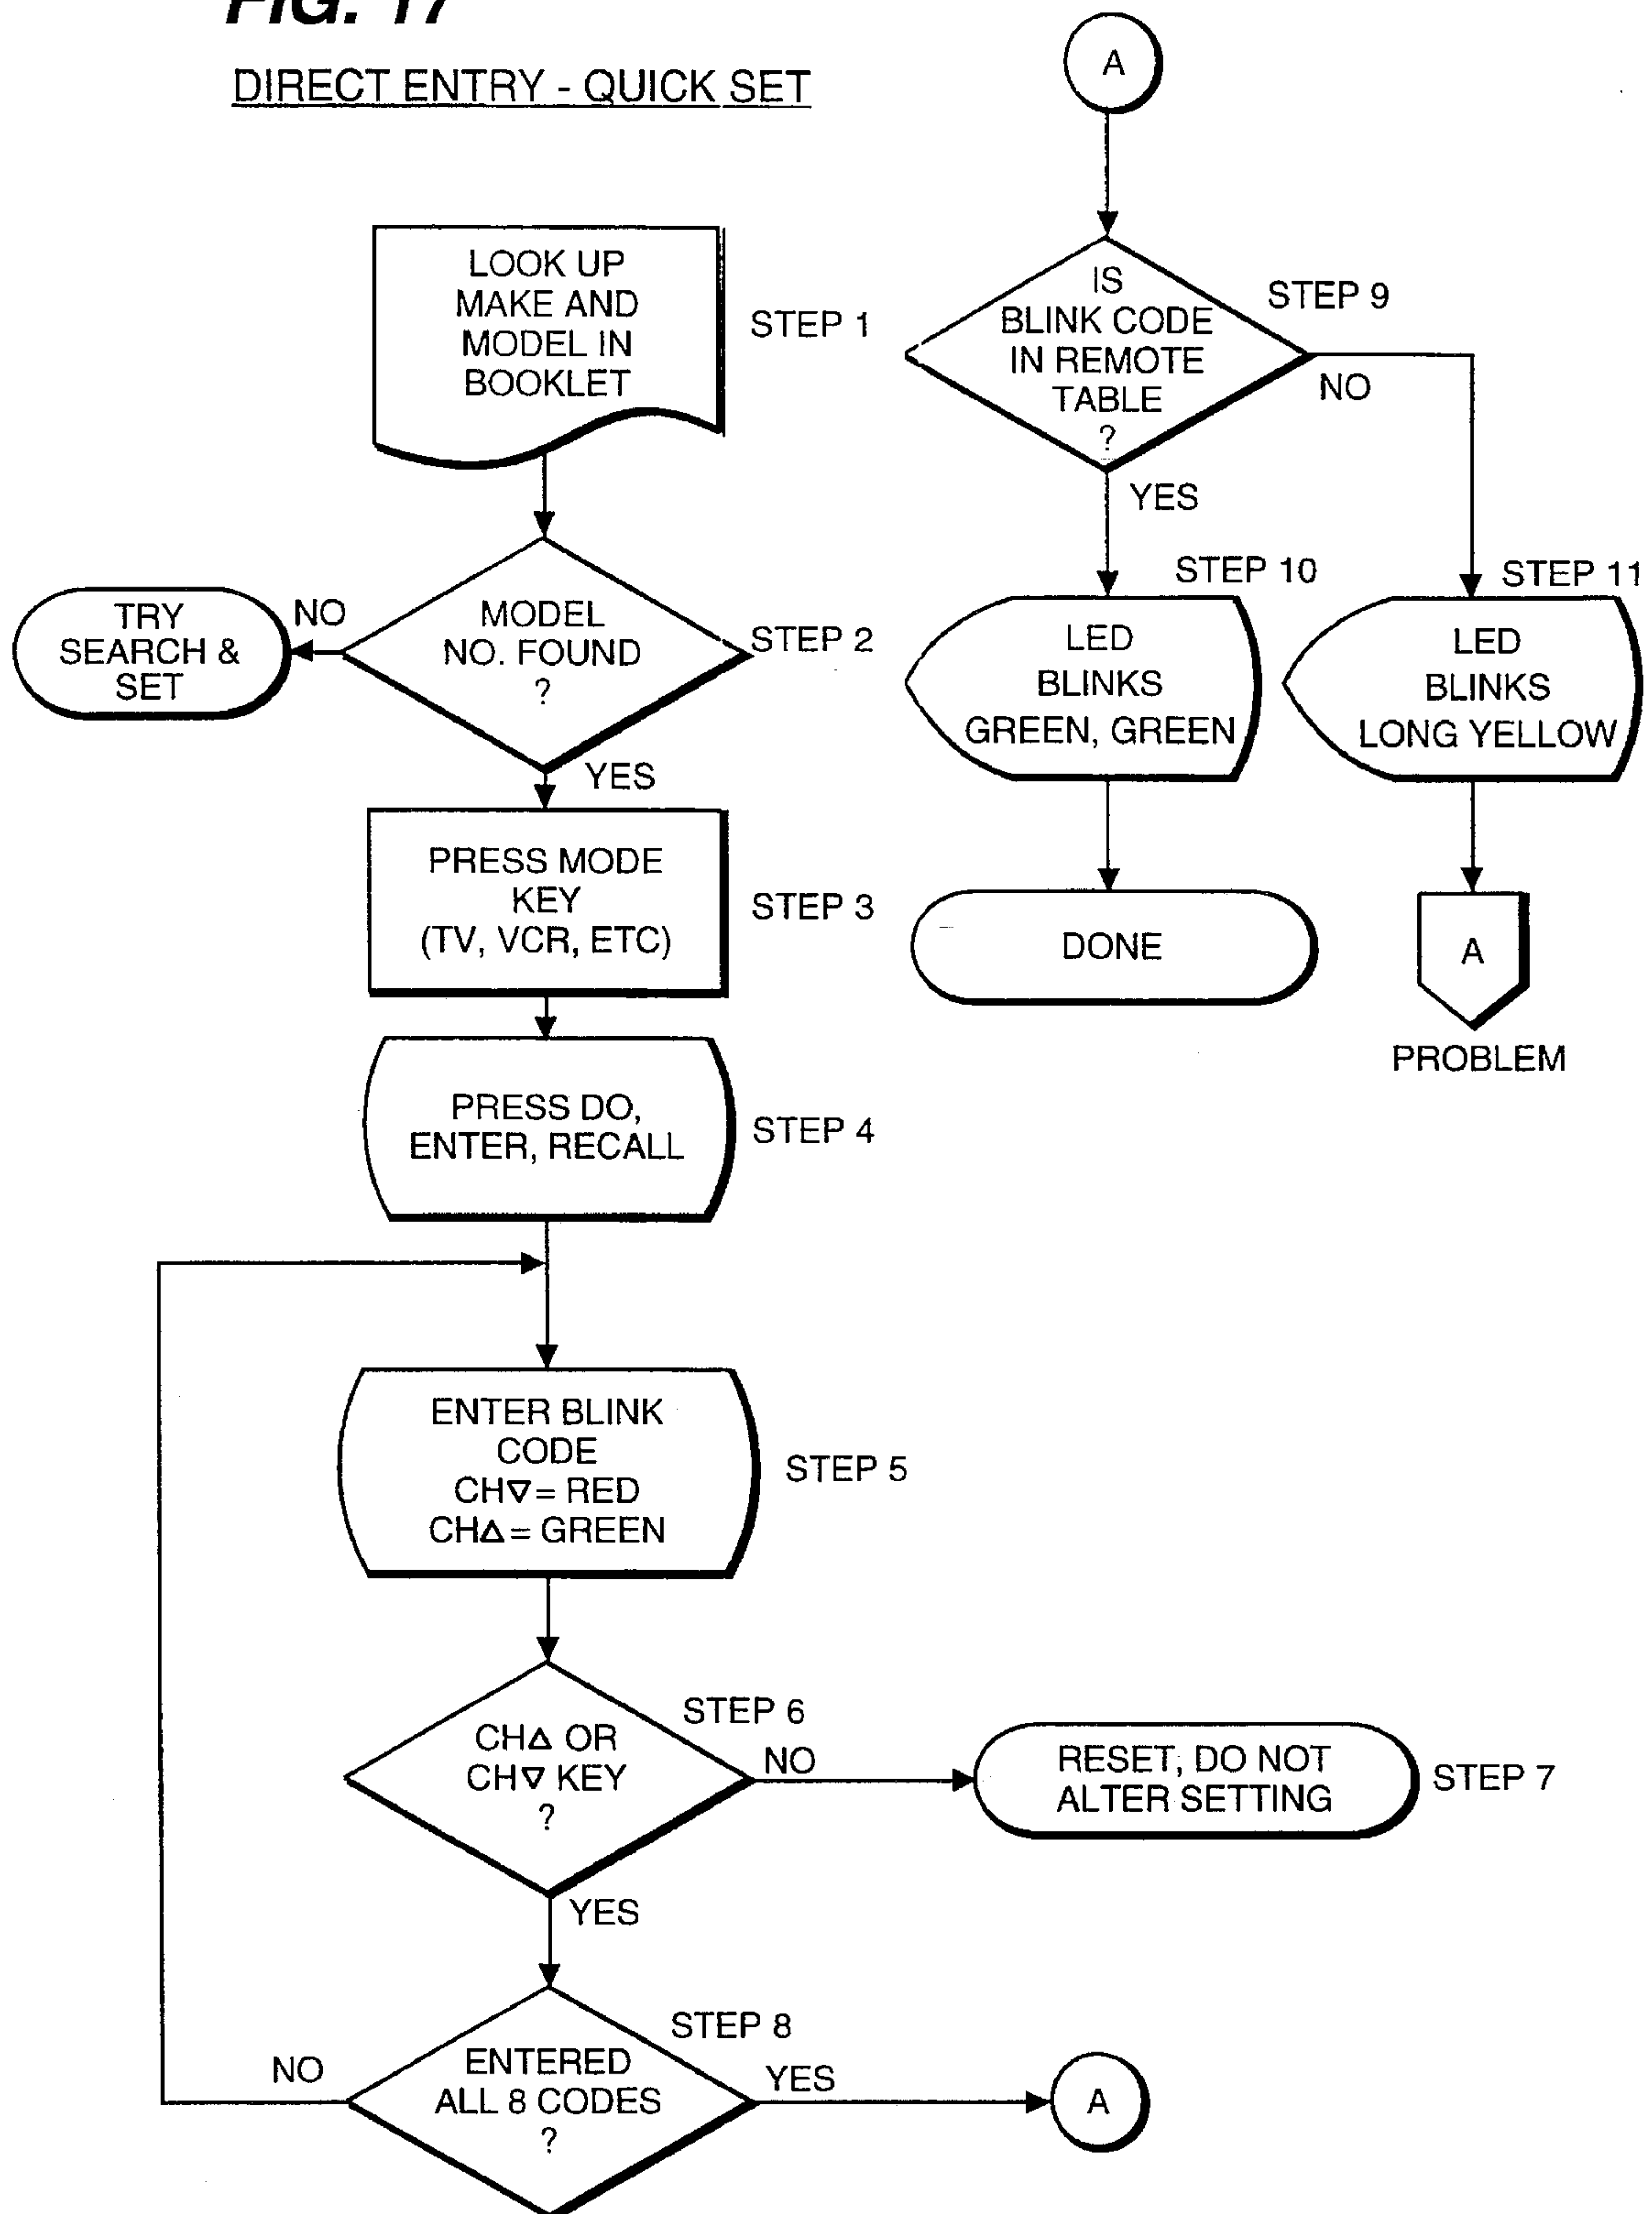 FIG. 17
DIRECT ENTRY - QUICK SET
LOOK UP
MAKE AND
MODEL IN
BOOKLET
STEP 1
MODEL
NO. FOUND
?
STEP 2
NO
TRY
SEARCH &
SET
YES
PRESS MODE
KEY
(TV, VCR, ETC)
STEP 3
PRESS DO,
ENTER, RECALL
STEP 4
ENTER BLINK
CODE
CH▽= RED
CH△= GREEN
STEP 5
CH△ OR
CH▽ KEY
?
STEP 6
NO
RESET, DO NOT
ALTER SETTING
STEP 7
YES
ENTERED
ALL 8 CODES
?
STEP 8
NO
YES
A
A
IS
BLINK CODE
IN REMOTE
TABLE
?
STEP 9
NO
YES
STEP 10
LED
BLINKS
GREEN, GREEN
DONE
STEP 11
LED
BLINKS
LONG YELLOW
A
PROBLEM